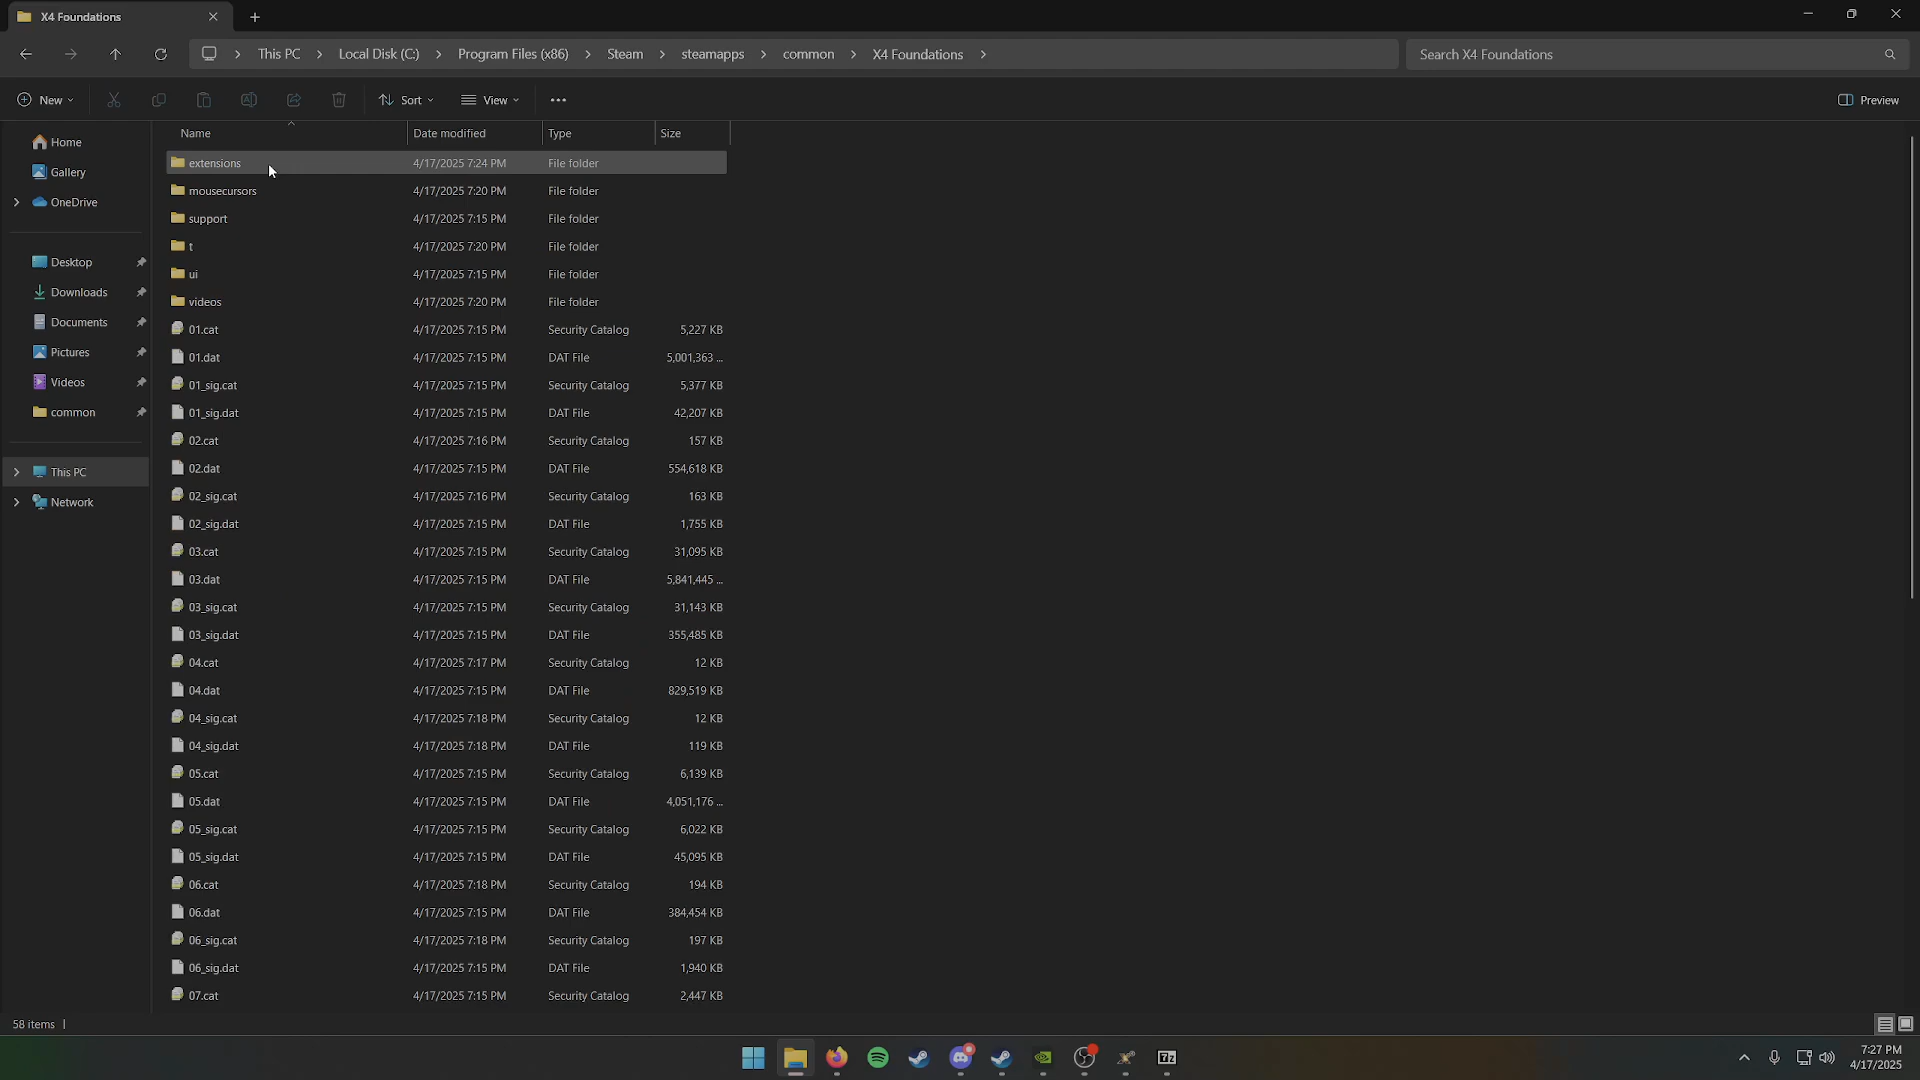 X4 Foundations
This PC Local Disk (C:) Program Files (x86) Steam steamapps common X4 Foundations
Search X4 Foundations
New Sort View Preview
Name Date modified Type Size
Home
Gallery
OneDrive
Desktop
Downloads
Documents
Pictures
Videos
common
This PC
Network
extensions 4/17/2025 7:24 PM File folder
mousecursors 4/17/2025 7:20 PM File folder
support 4/17/2025 7:15 PM File folder
t 4/17/2025 7:20 PM File folder
ui 4/17/2025 7:15 PM File folder
videos 4/17/2025 7:20 PM File folder
01.cat 4/17/2025 7:15 PM Security Catalog 5,227 KB
01.dat 4/17/2025 7:15 PM DAT File 5,001,363 ...
01_sig.cat 4/17/2025 7:15 PM Security Catalog 5,377 KB
01_sig.dat 4/17/2025 7:15 PM DAT File 42,207 KB
02.cat 4/17/2025 7:16 PM Security Catalog 157 KB
02.dat 4/17/2025 7:15 PM DAT File 554,618 KB
02_sig.cat 4/17/2025 7:16 PM Security Catalog 163 KB
02_sig.dat 4/17/2025 7:15 PM DAT File 1,755 KB
03.cat 4/17/2025 7:15 PM Security Catalog 31,095 KB
03.dat 4/17/2025 7:15 PM DAT File 5,841,445 ...
03_sig.cat 4/17/2025 7:15 PM Security Catalog 31,143 KB
03_sig.dat 4/17/2025 7:15 PM DAT File 355,485 KB
04.cat 4/17/2025 7:17 PM Security Catalog 12 KB
04.dat 4/17/2025 7:15 PM DAT File 829,519 KB
04_sig.cat 4/17/2025 7:18 PM Security Catalog 12 KB
04_sig.dat 4/17/2025 7:18 PM DAT File 119 KB
05.cat 4/17/2025 7:15 PM Security Catalog 6,139 KB
05.dat 4/17/2025 7:15 PM DAT File 4,051,176 ...
05_sig.cat 4/17/2025 7:15 PM Security Catalog 6,022 KB
05_sig.dat 4/17/2025 7:15 PM DAT File 45,095 KB
06.cat 4/17/2025 7:18 PM Security Catalog 194 KB
06.dat 4/17/2025 7:15 PM DAT File 384,454 KB
06_sig.cat 4/17/2025 7:18 PM Security Catalog 197 KB
06_sig.dat 4/17/2025 7:15 PM DAT File 1,940 KB
07.cat 4/17/2025 7:15 PM Security Catalog 2,447 KB
58 items
7z
7:27 PM
4/17/2025